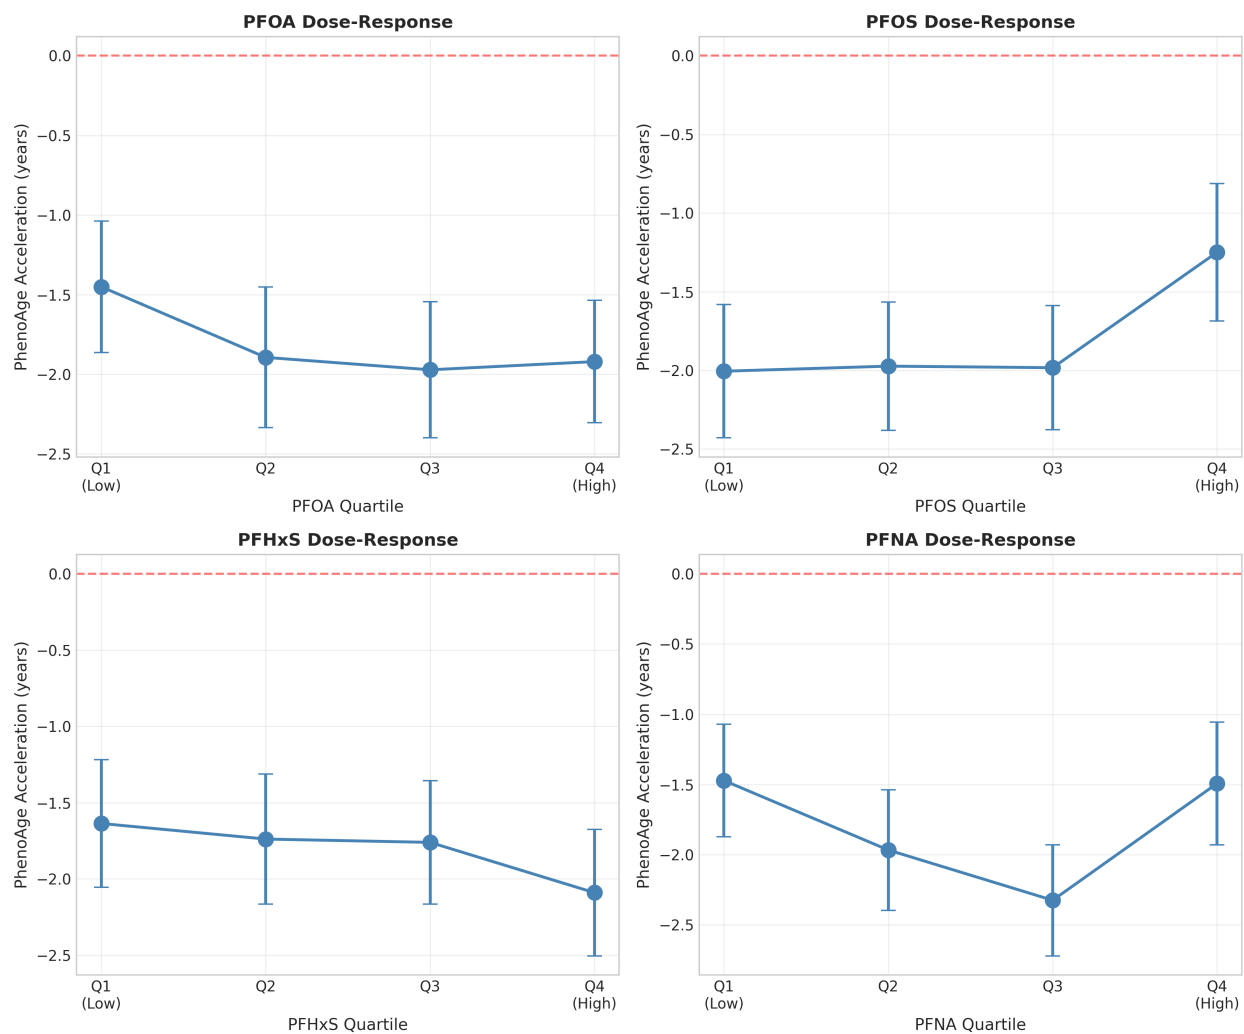 PFOA Dose-Response
PhenoAge Acceleration (years)
0.0
−0.5
−1.0
−1.5
−2.0
−2.5
Q1
(Low)
Q2
Q3
Q4
(High)
PFOA Quartile
PFOS Dose-Response
PhenoAge Acceleration (years)
0.0
−0.5
−1.0
−1.5
−2.0
−2.5
Q1
(Low)
Q2
Q3
Q4
(High)
PFOS Quartile
PFHxS Dose-Response
PhenoAge Acceleration (years)
0.0
−0.5
−1.0
−1.5
−2.0
−2.5
Q1
(Low)
Q2
Q3
Q4
(High)
PFHxS Quartile
PFNA Dose-Response
PhenoAge Acceleration (years)
0.0
−0.5
−1.0
−1.5
−2.0
−2.5
Q1
(Low)
Q2
Q3
Q4
(High)
PFNA Quartile